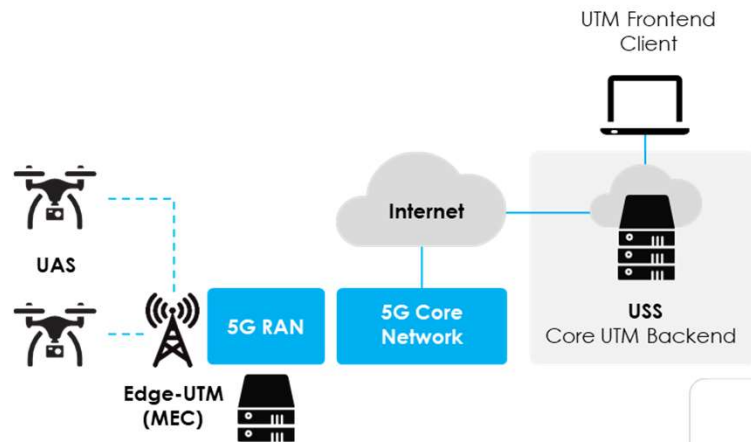 UTM Frontend
Client
Internet
UAS
5G RAN
5G Core
Network
USS
Core UTM Backend
Edge-UTM
(MEC)